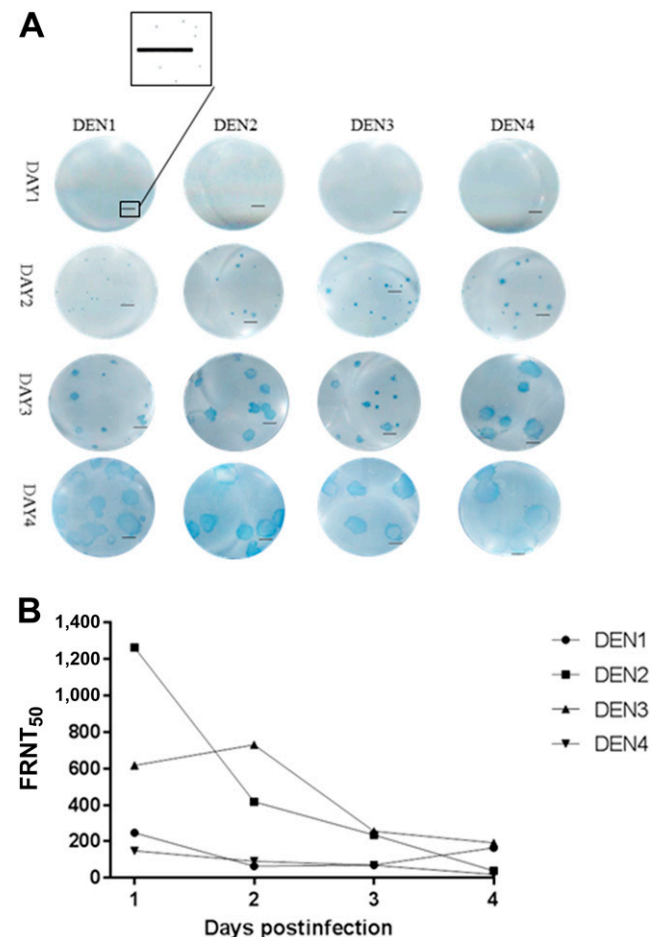 A
DEN1 DEN2 DEN3 DEN4
DAY1
DAY2
DAY3
DAY4
B
1,400
1,200
1,000
800
600
400
200
0
FRNT50
1 2 3 4
Days postinfection
DEN1
DEN2
DEN3
DEN4